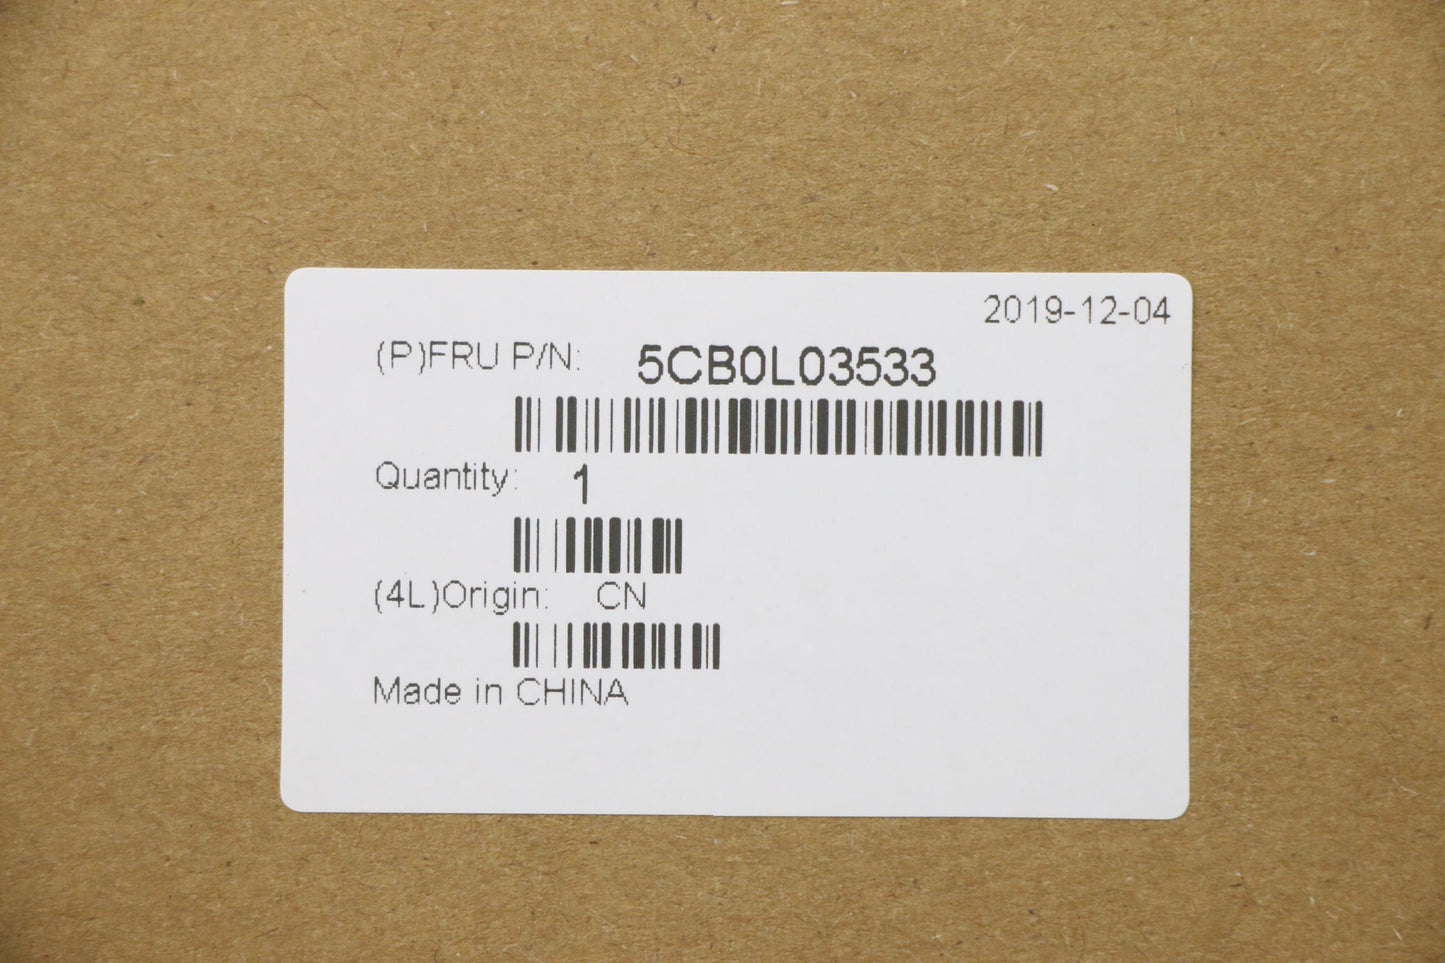 2019-12-04
(P)FRU P/N: 5CB0L03533
Quantity: 1
(4L)Origin: CN
Made in CHINA